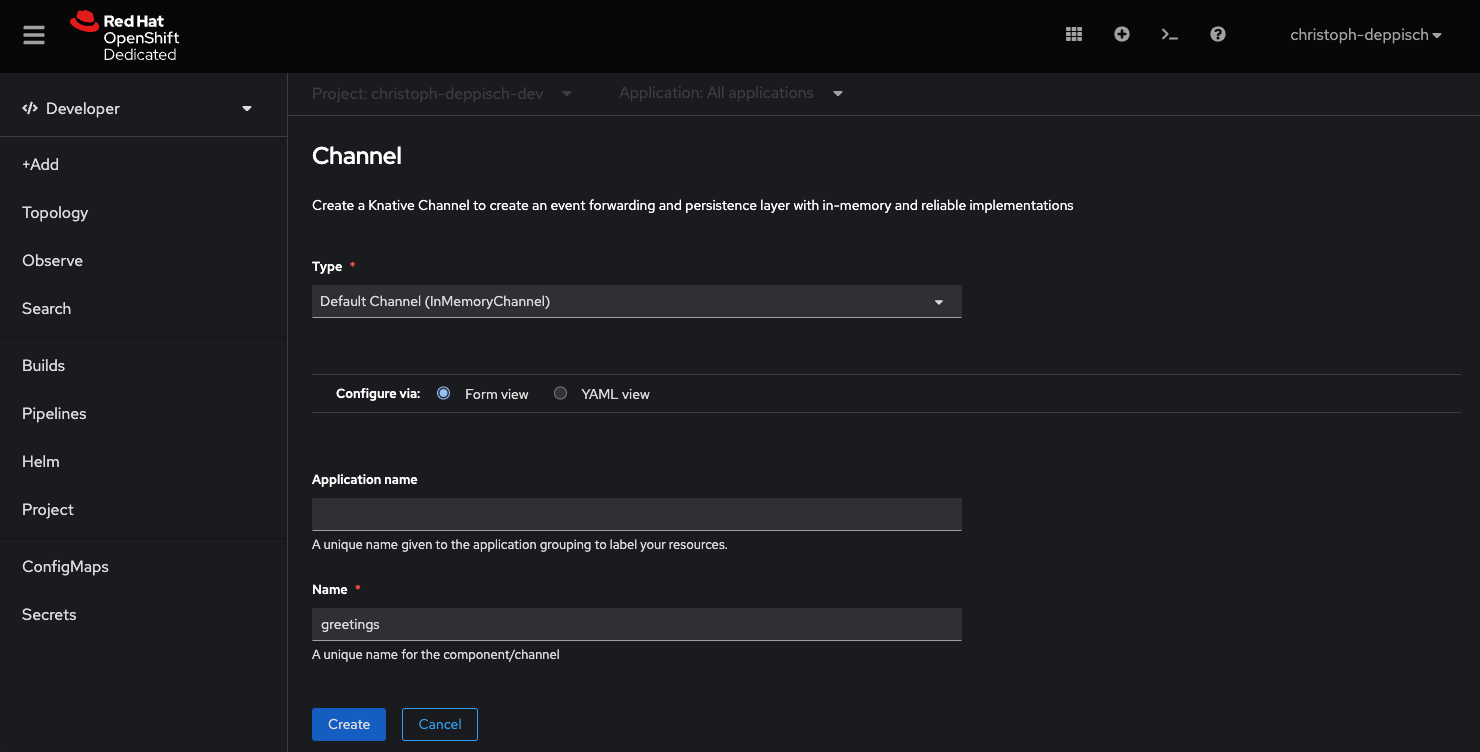 Red Hat
OpenShift
Dedicated
christoph-deppisch
Developer
Project: christoph-deppisch-dev
Application: All applications
+Add
Topology
Observe
Search
Builds
Pipelines
Helm
Project
ConfigMaps
Secrets
Channel
Create a Knative Channel to create an event forwarding and persistence layer with in-memory and reliable implementations
Type *
Default Channel (InMemoryChannel)
Configure via: Form view YAML view
Application name
A unique name given to the application grouping to label your resources.
Name *
greetings
A unique name for the component/channel
Create Cancel